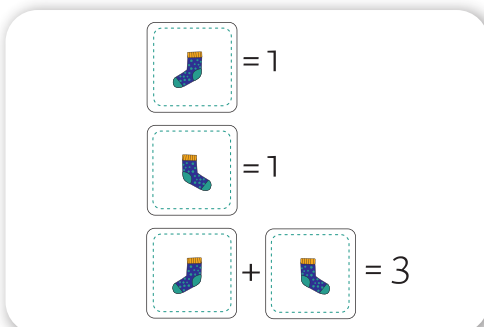 = 1
= 1
+ = 3